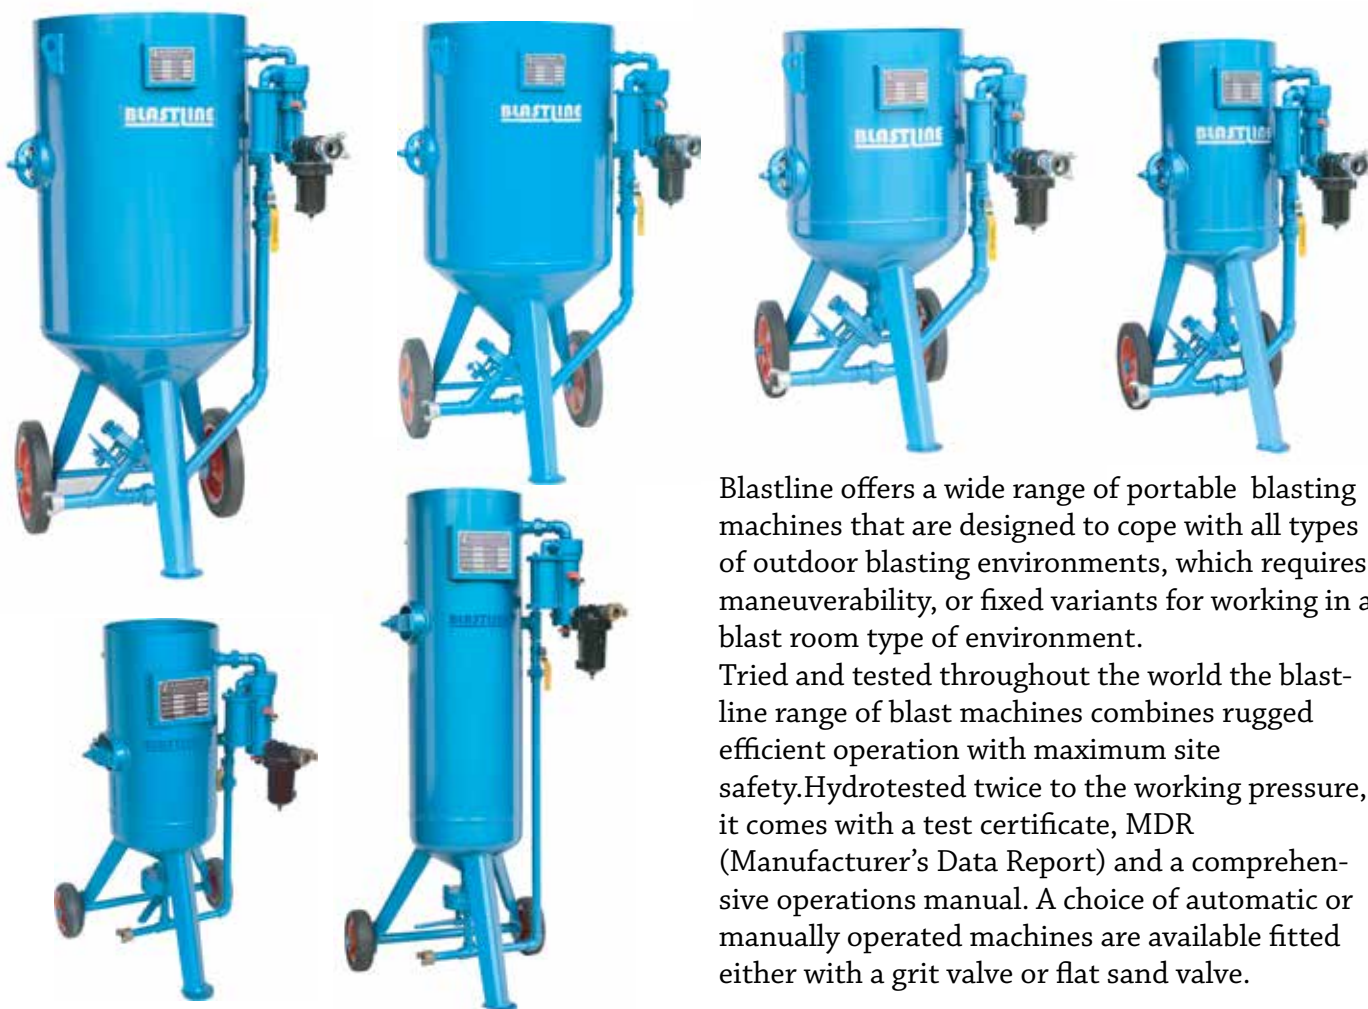 BLASTLINE
BLASTLINE
BLASTLINE
BLASTLINE
BLASTLINE
BLASTLINE
Blastline offers a wide range of portable blasting
machines that are designed to cope with all types
of outdoor blasting environments, which requires
maneuverability, or fixed variants for working in a
blast room type of environment.
Tried and tested throughout the world the blast-
line range of blast machines combines rugged
efficient operation with maximum site
safety.Hydrotested twice to the working pressure,
it comes with a test certificate, MDR
(Manufacturer’s Data Report) and a comprehen-
sive operations manual. A choice of automatic or
manually operated machines are available fitted
either with a grit valve or flat sand valve.